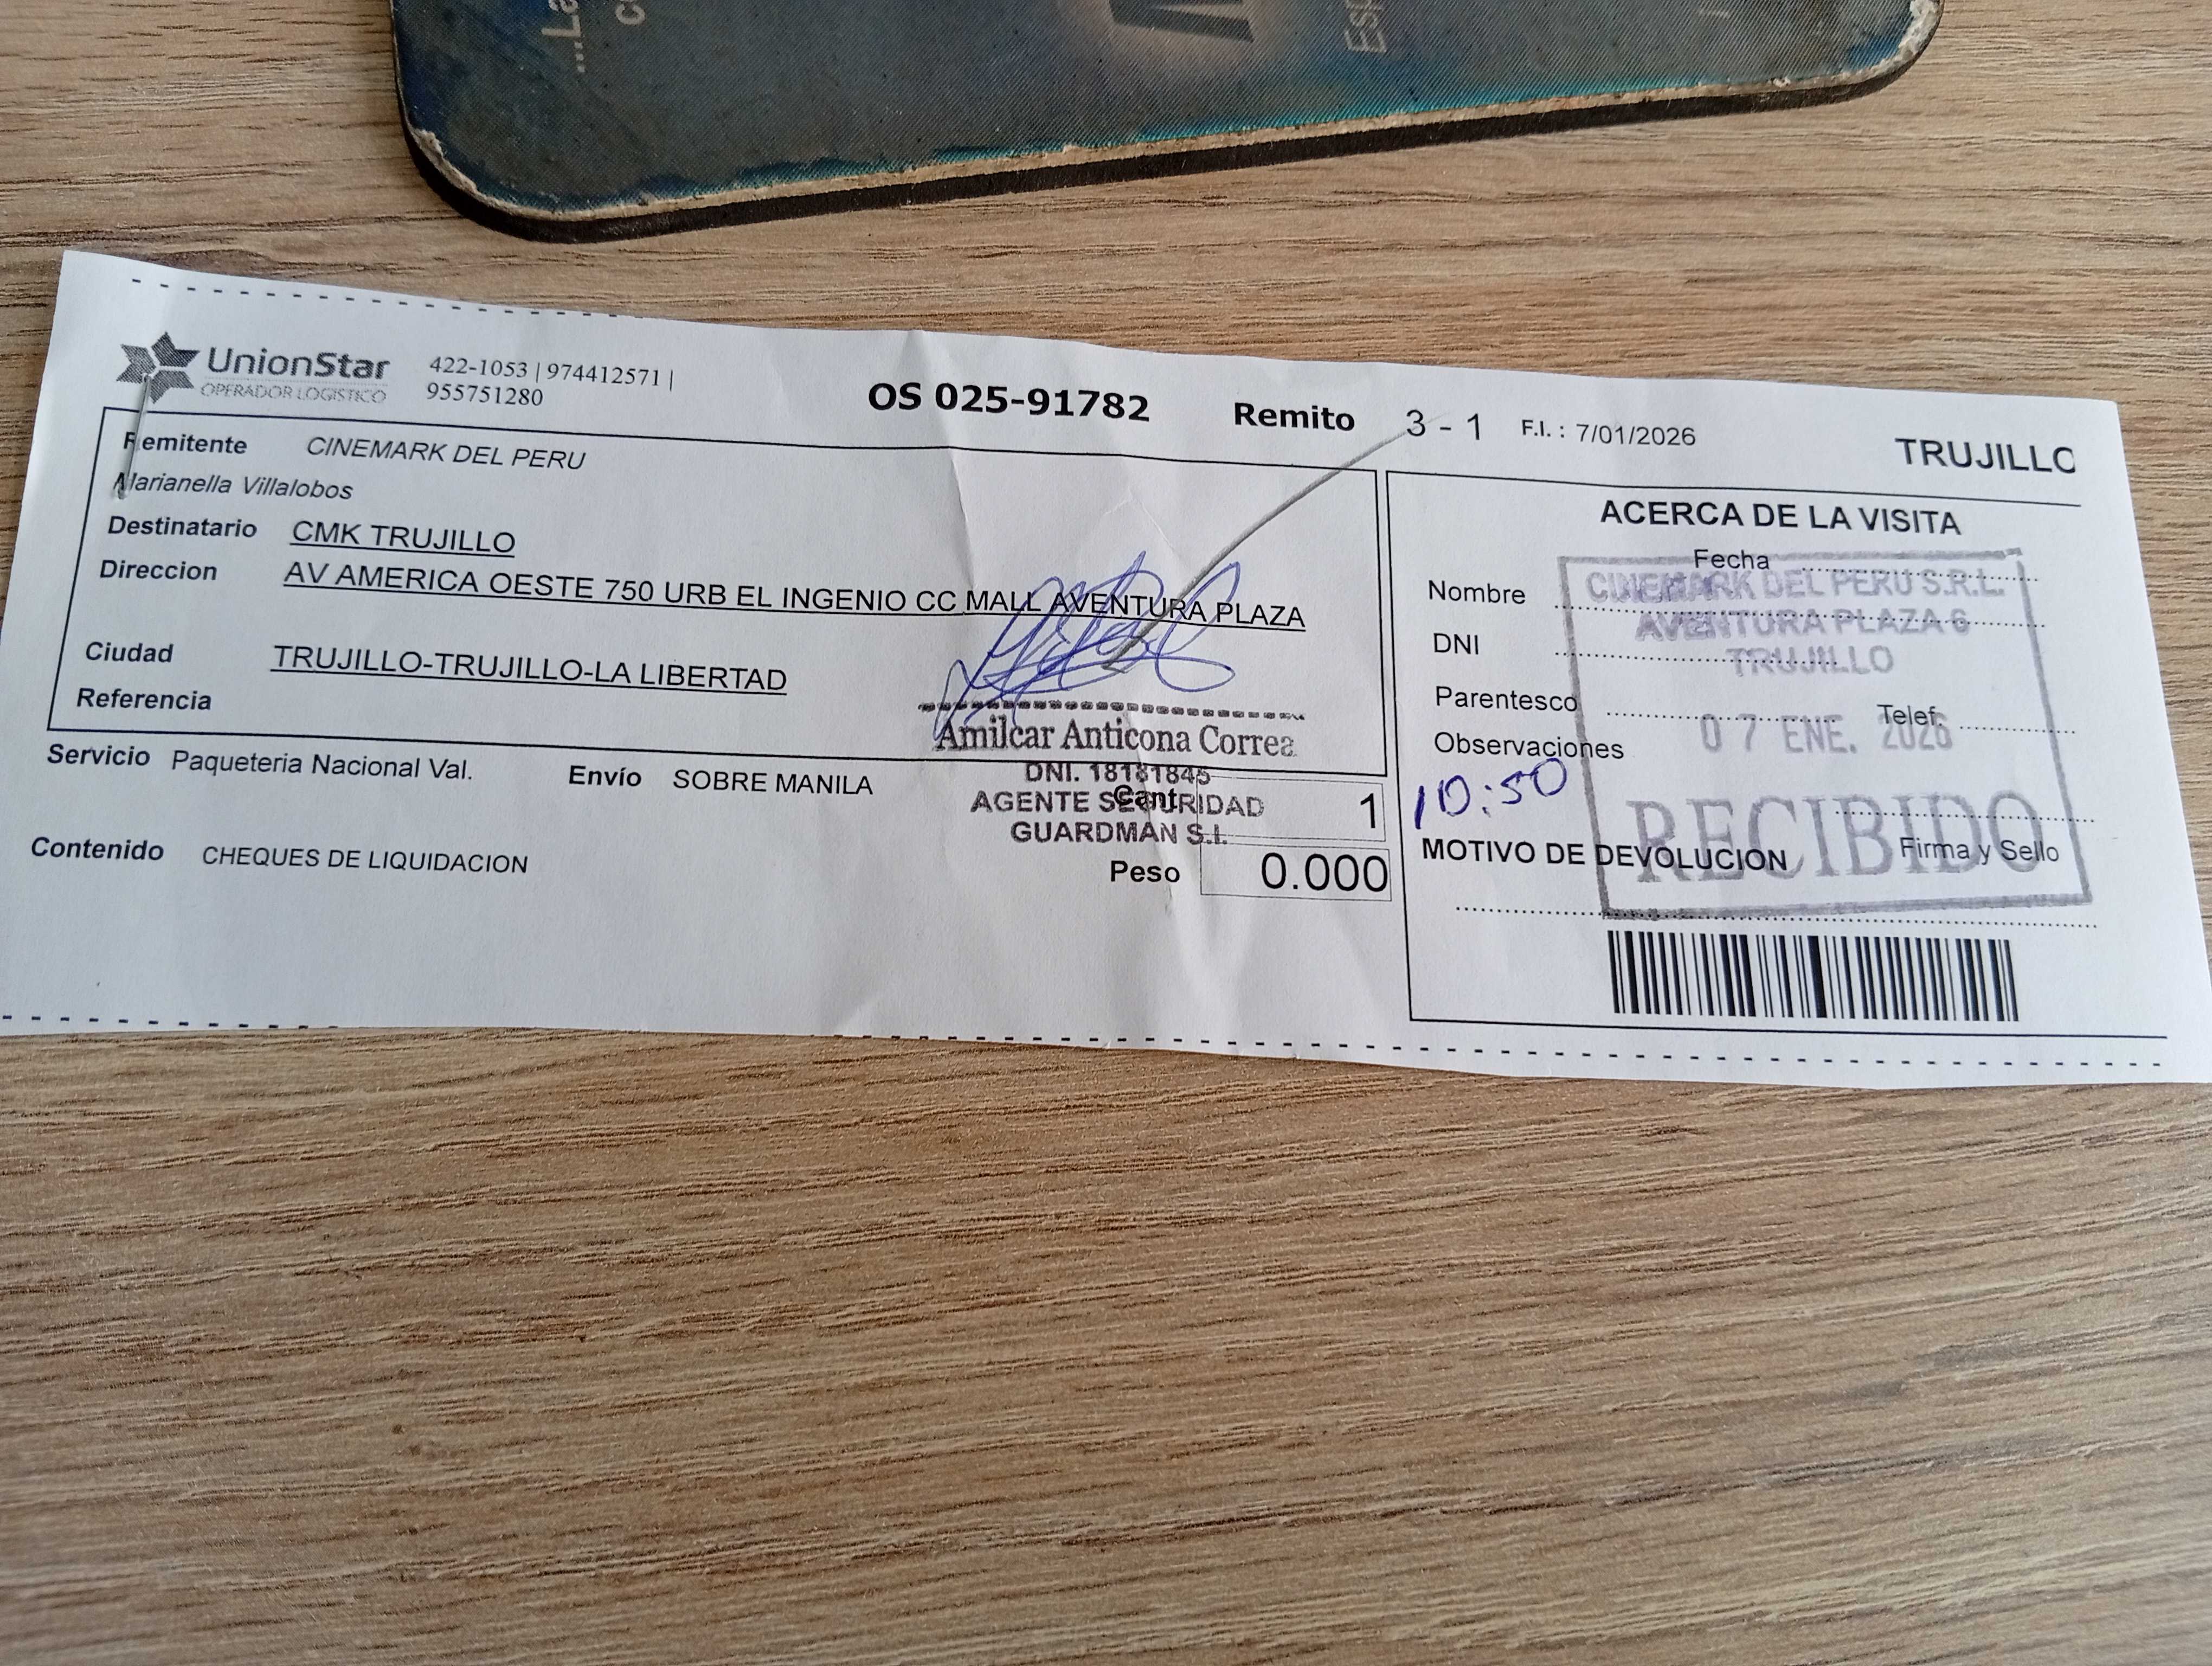 ...La
Esp
UnionStar
OPERADOR LOGISTICO
422-1053 | 974412571 |
955751280
OS 025-91782
Remito 3 - 1
F.I. : 7/01/2026
TRUJILLO
Remitente CINEMARK DEL PERU
Marianella Villalobos
Destinatario CMK TRUJILLO
Direccion AV AMERICA OESTE 750 URB EL INGENIO CC MALL AVENTURA PLAZA
Ciudad TRUJILLO-TRUJILLO-LA LIBERTAD
Referencia
Amilcar Anticona Correa
DNI. 18181845
AGENTE SEGURIDAD
GUARDMAN S.I.
Servicio Paqueteria Nacional Val.
Envío SOBRE MANILA
Cant 1
Contenido CHEQUES DE LIQUIDACION
Peso 0.000
ACERCA DE LA VISITA
Fecha
Nombre
DNI
Parentesco
Telef.
Observaciones
10:50
MOTIVO DE DEVOLUCION
Firma y Sello
CINEMARK DEL PERU S.R.L.
AVENTURA PLAZA 6
TRUJILLO
07 ENE. 2026
RECIBIDO